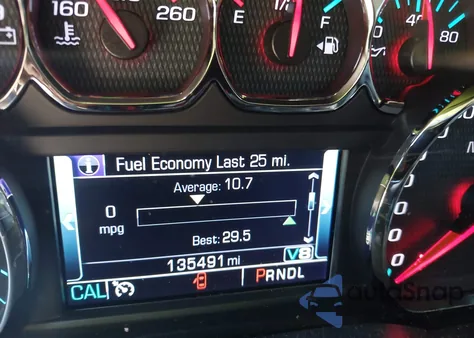 160 260
E F
40 80
Fuel Economy Last 25 mi.
Average: 10.7
0
mpg
Best: 29.5
135491 mi V8
CAL PRNDL
autoSnap